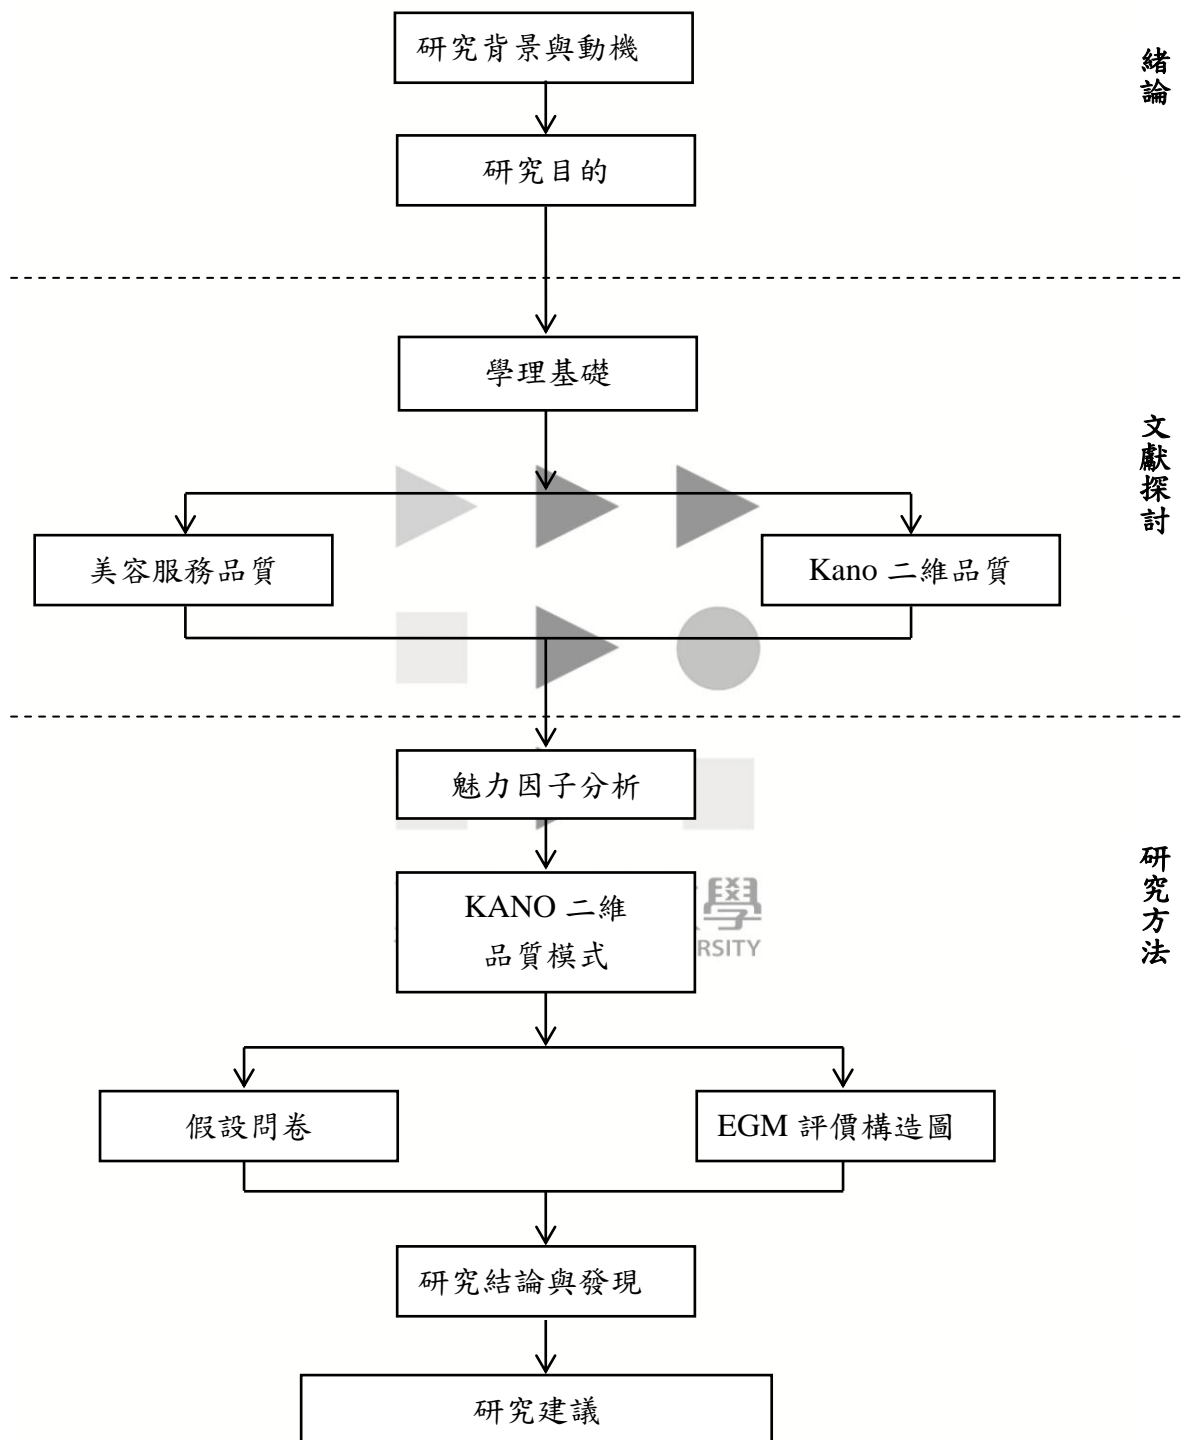 研究背景與動機
緒論
研究目的
學理基礎
文獻探討
美容服務品質
Kano 二維品質
魅力因子分析
研究方法
KANO 二維
品質模式
學
RSITY
假設問卷
EGM 評價構造圖
研究結論與發現
研究建議